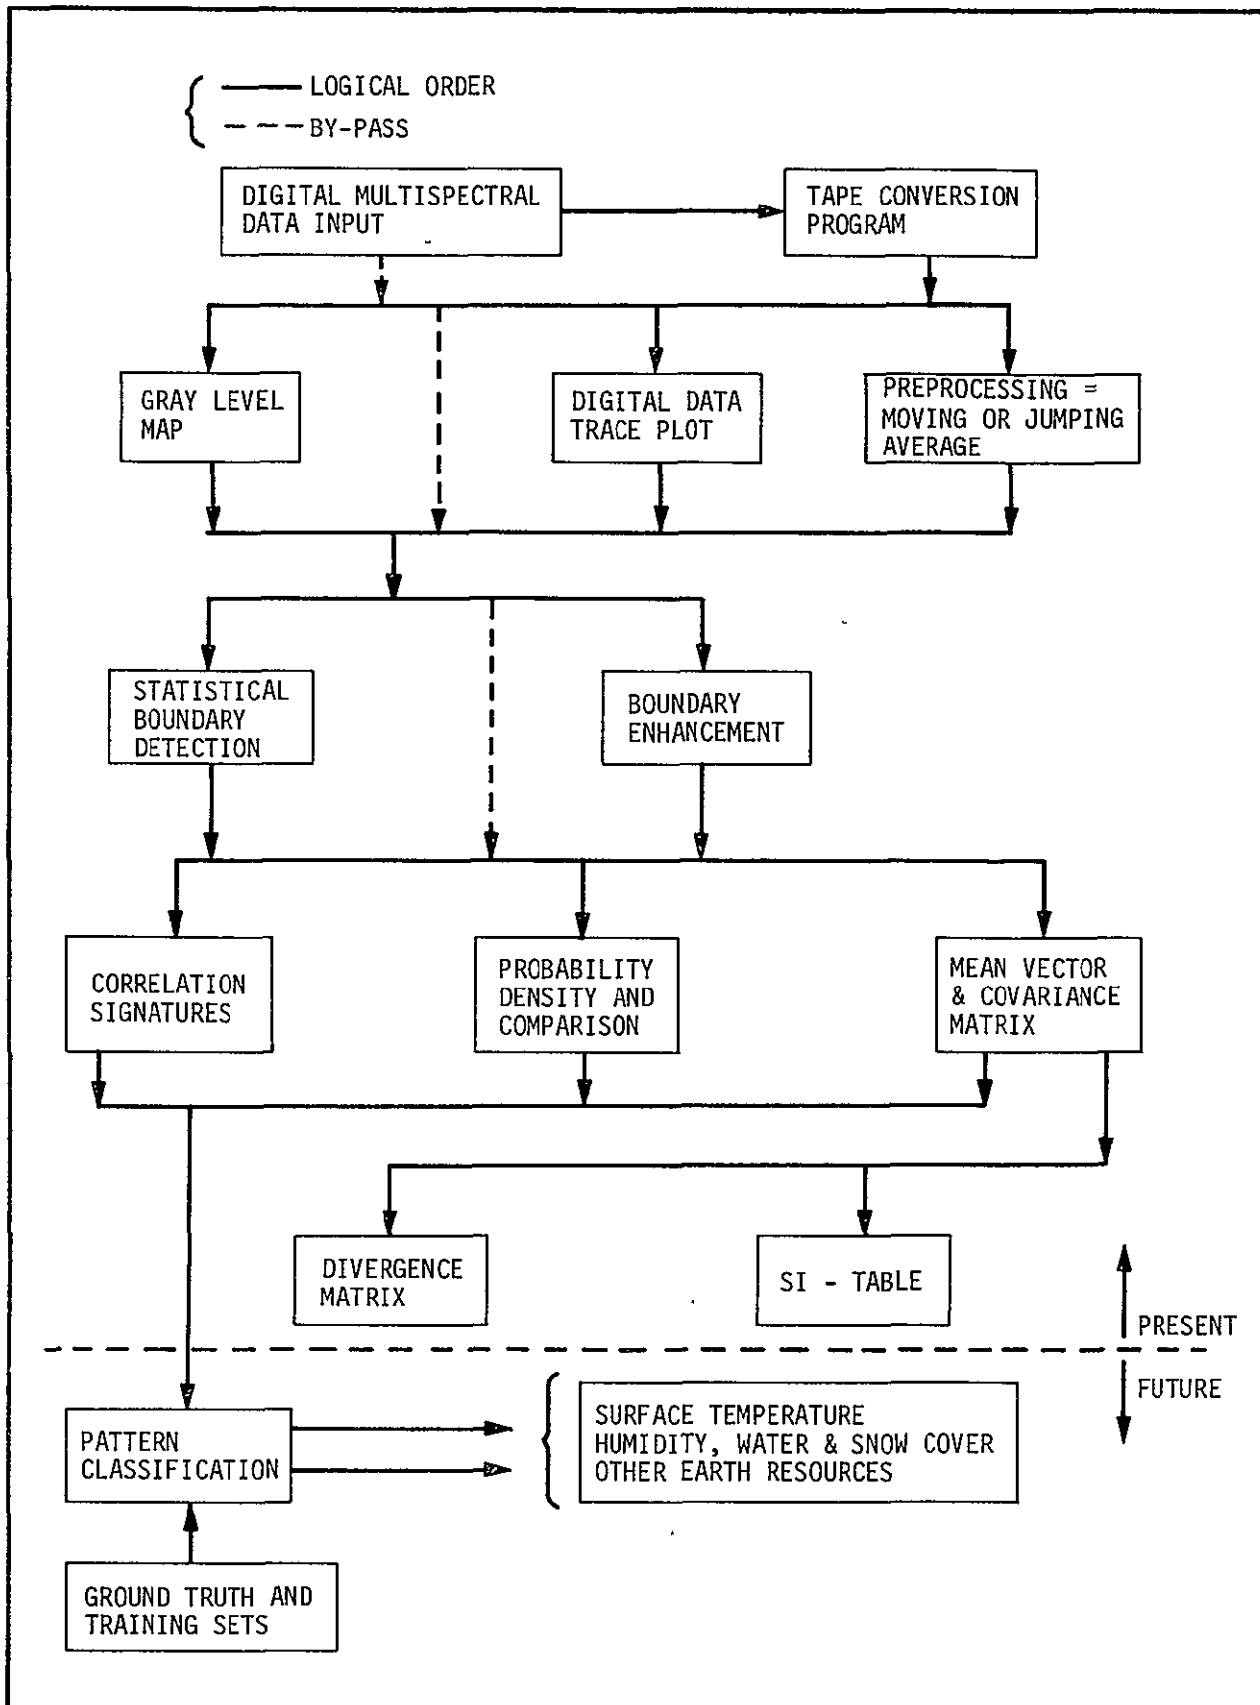 LOGICAL ORDER
BY-PASS
DIGITAL MULTISPECTRAL
DATA INPUT
TAPE CONVERSION
PROGRAM
GRAY LEVEL
MAP
DIGITAL DATA
TRACE PLOT
PREPROCESSING =
MOVING OR JUMPING
AVERAGE
STATISTICAL
BOUNDARY
DETECTION
BOUNDARY
ENHANCEMENT
CORRELATION
SIGNATURES
PROBABILITY
DENSITY AND
COMPARISON
MEAN VECTOR
& COVARIANCE
MATRIX
DIVERGENCE
MATRIX
SI - TABLE
PRESENT
FUTURE
PATTERN
CLASSIFICATION
SURFACE TEMPERATURE
HUMIDITY, WATER & SNOW COVER
OTHER EARTH RESOURCES
GROUND TRUTH AND
TRAINING SETS